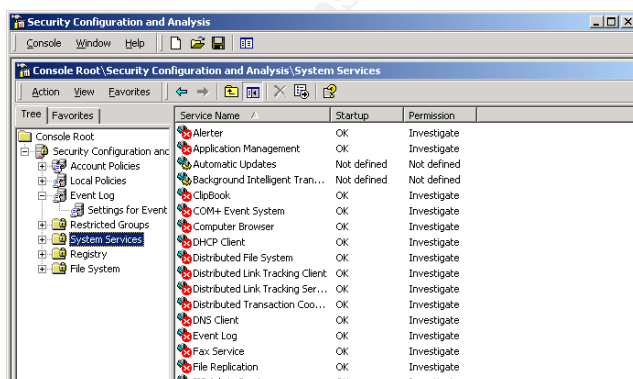 Security Configuration and Analysis
Console Window Help
Console Root\Security Configuration and Analysis\System Services
Action View Favorites
Tree Favorites
Service Name Startup Permission
Console Root
Security Configuration anc
Account Policies
Local Policies
Event Log
Settings for Event
Restricted Groups
System Services
Registry
File System
Alerter OK Investigate
Application Management OK Investigate
Automatic Updates Not defined Not defined
Background Intelligent Tran... Not defined Not defined
ClipBook OK Investigate
COM+ Event System OK Investigate
Computer Browser OK Investigate
DHCP Client OK Investigate
Distributed File System OK Investigate
Distributed Link Tracking Client OK Investigate
Distributed Link Tracking Ser... OK Investigate
Distributed Transaction Coo... OK Investigate
DNS Client OK Investigate
Event Log OK Investigate
Fax Service OK Investigate
File Replication OK Investigate